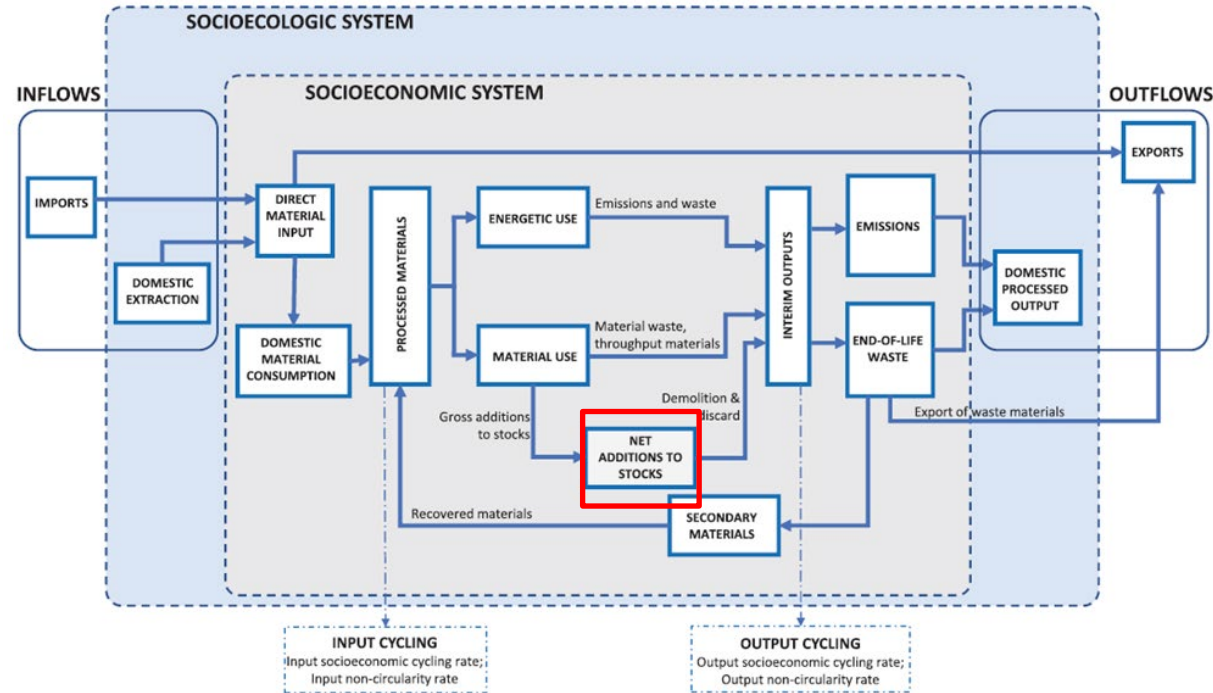 SOCIOECOLOGIC SYSTEM
INFLOWS
SOCIOECONOMIC SYSTEM
OUTFLOWS
EXPORTS
IMPORTS
DIRECT
MATERIAL
INPUT
PROCESSED MATERIALS
ENERGETIC USE
Emissions and waste
INTERIM OUTPUTS
EMISSIONS
DOMESTIC
EXTRACTION
DOMESTIC
PROCESSED
OUTPUT
DOMESTIC
MATERIAL
CONSUMPTION
MATERIAL USE
Material waste,
throughput materials
END-OF-LIFE
WASTE
Gross additions
to stocks
Demolition &
discard
Export of waste materials
NET
ADDITIONS TO
STOCKS
Recovered materials
SECONDARY
MATERIALS
INPUT CYCLING
Input socioeconomic cycling rate;
Input non-circularity rate
OUTPUT CYCLING
Output socioeconomic cycling rate;
Output non-circularity rate